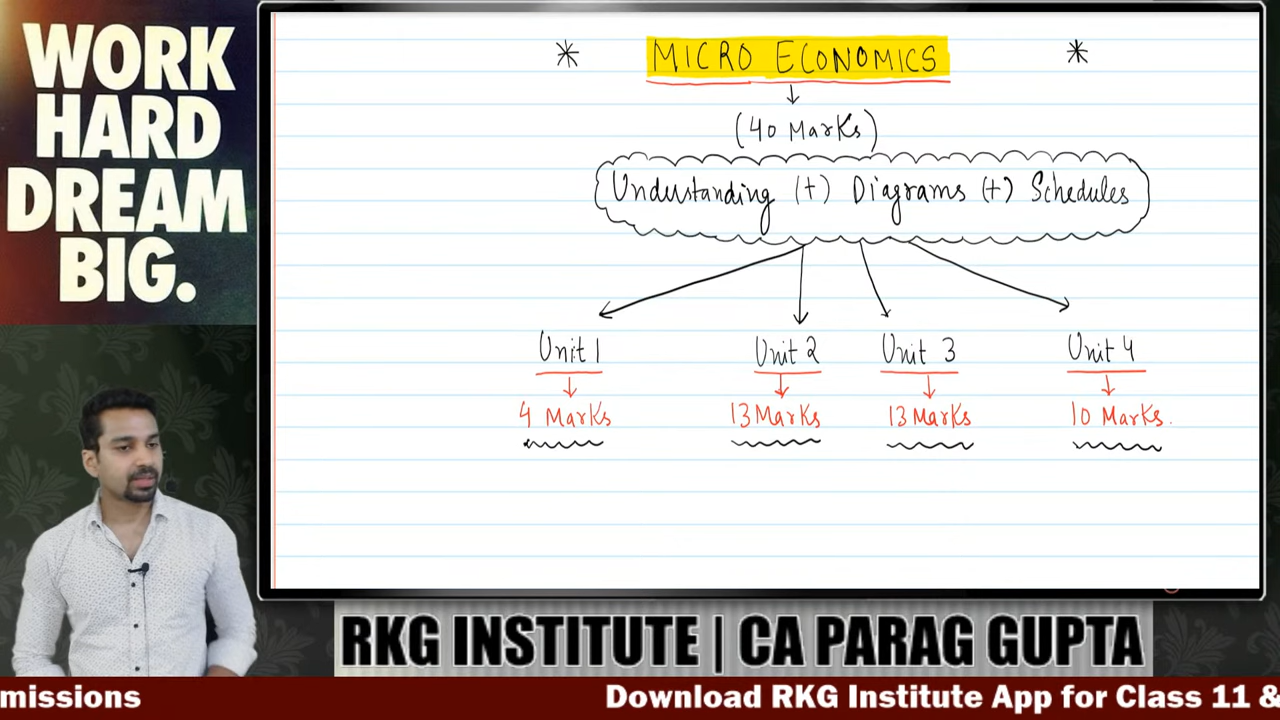 WORK
HARD
DREAM
BIG.
* MICRO ECONOMICS *
(40 Marks)
Understanding (+) Diagrams (+) Schedules
Unit 1 Unit 2 Unit 3 Unit 4
4 Marks 13 Marks 13 Marks 10 Marks.
RKG INSTITUTE | CA PARAG GUPTA
missions Download RKG Institute App for Class 11 &